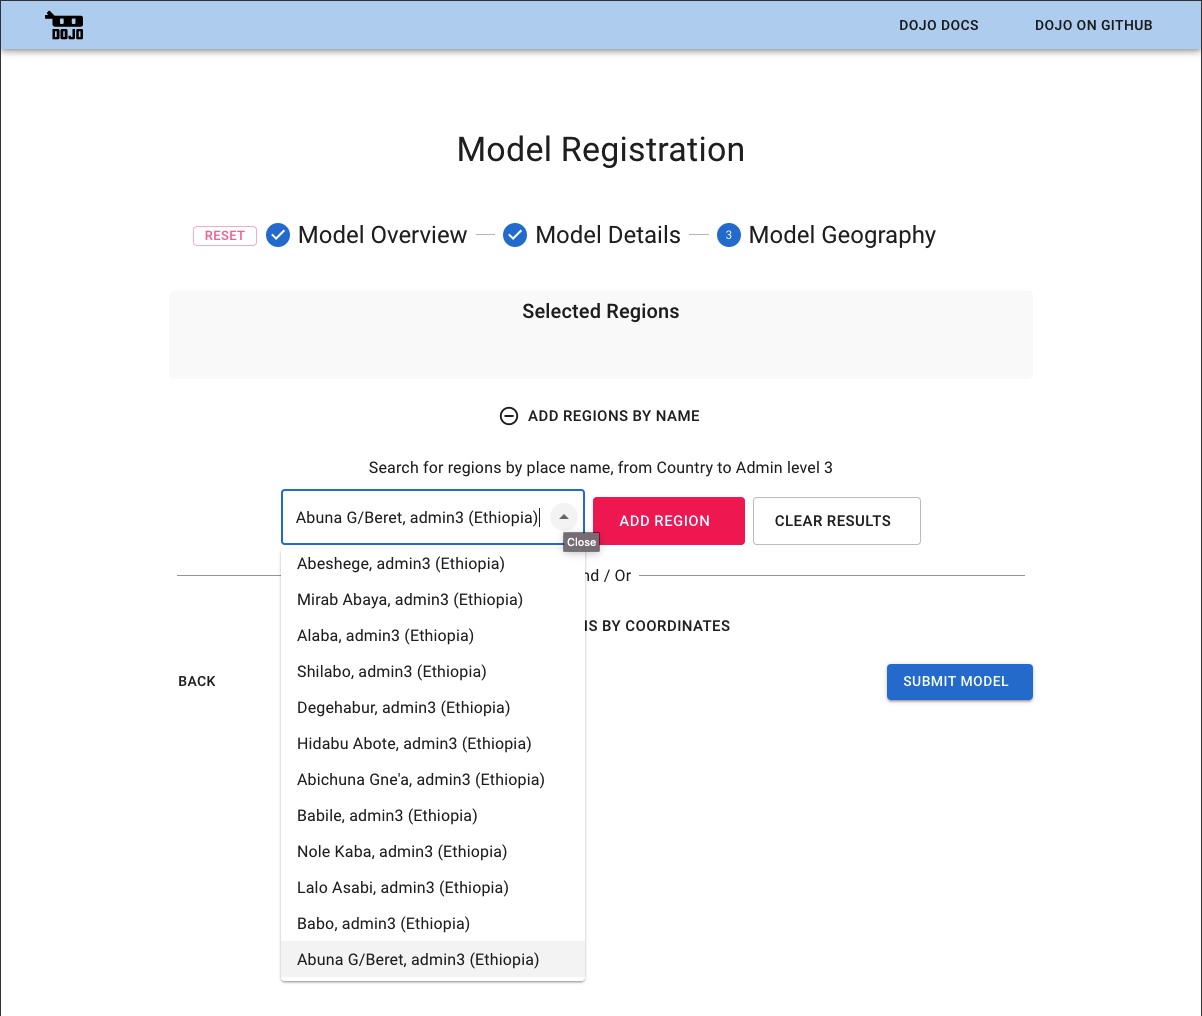 DOJO
DOJO DOCS
DOJO ON GITHUB
Model Registration
RESET
Model Overview
Model Details
3
Model Geography
Selected Regions
ADD REGIONS BY NAME
Search for regions by place name, from Country to Admin level 3
Abuna G/Beret, admin3 (Ethiopia)
ADD REGION
CLEAR RESULTS
Close
Abeshege, admin3 (Ethiopia)
nd / Or
Mirab Abaya, admin3 (Ethiopia)
NS BY COORDINATES
Alaba, admin3 (Ethiopia)
Shilabo, admin3 (Ethiopia)
BACK
SUBMIT MODEL
Degehabur, admin3 (Ethiopia)
Hidabu Abote, admin3 (Ethiopia)
Abichuna Gne'a, admin3 (Ethiopia)
Babile, admin3 (Ethiopia)
Nole Kaba, admin3 (Ethiopia)
Lalo Asabi, admin3 (Ethiopia)
Babo, admin3 (Ethiopia)
Abuna G/Beret, admin3 (Ethiopia)